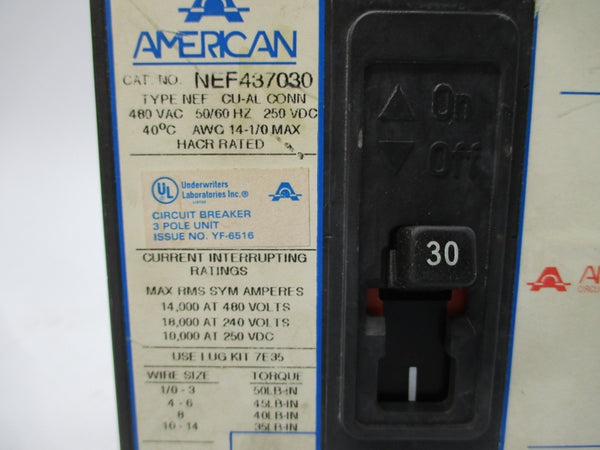 AMERICAN
CAT. NO. NEF437030
TYPE NEF CU-AL CONN
480 VAC 50/60 HZ 250 VDC
40°C AWG 14-1/0 MAX
HACR RATED
UL Underwriters
Laboratories Inc.®
LISTED
CIRCUIT BREAKER
3 POLE UNIT
ISSUE NO. YF-6516
CURRENT INTERRUPTING
RATINGS
MAX RMS SYM AMPERES
14,000 AT 480 VOLTS
18,000 AT 240 VOLTS
10,000 AT 250 VDC
USE LUG KIT 7E35
WIRE SIZE TORQUE
1/0 - 3 50LB-IN
4 - 6 45LB-IN
8 40LB-IN
10 - 14 35LB-IN
On
Off
30